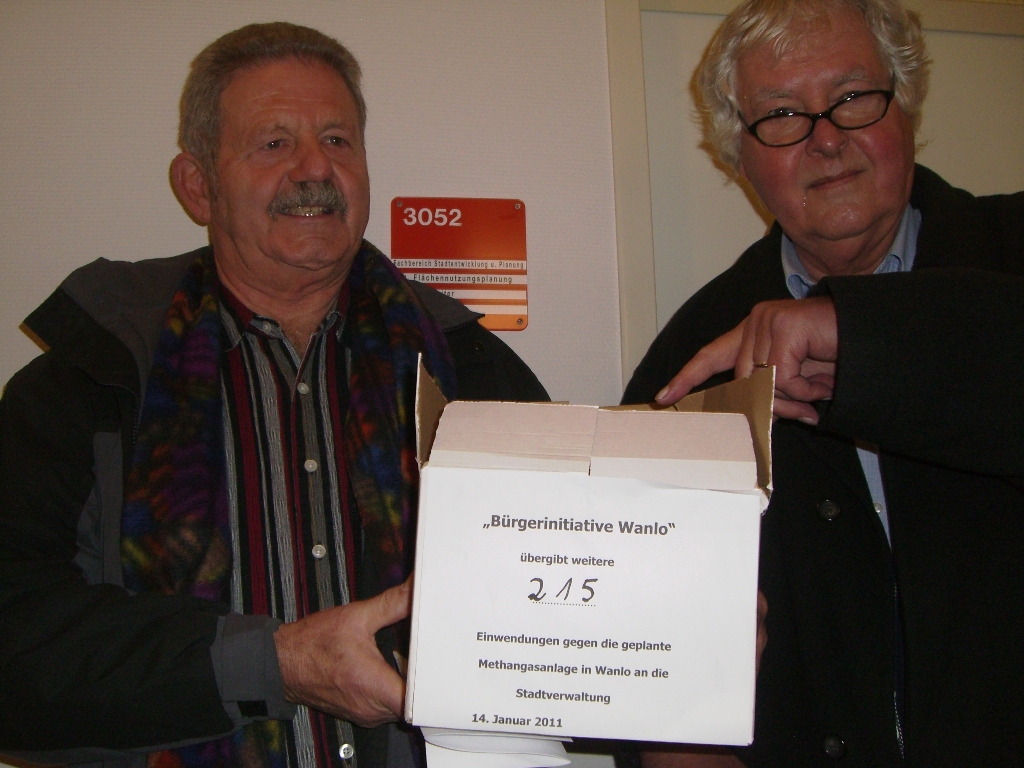 3052
Fachbereich Stadtentwicklung u. Planung
Flächennutzungsplanung
„Bürgerinitiative Wanlo“
übergibt weitere
215
Einwendungen gegen die geplante
Methangasanlage in Wanlo an die
Stadtverwaltung
14. Januar 2011